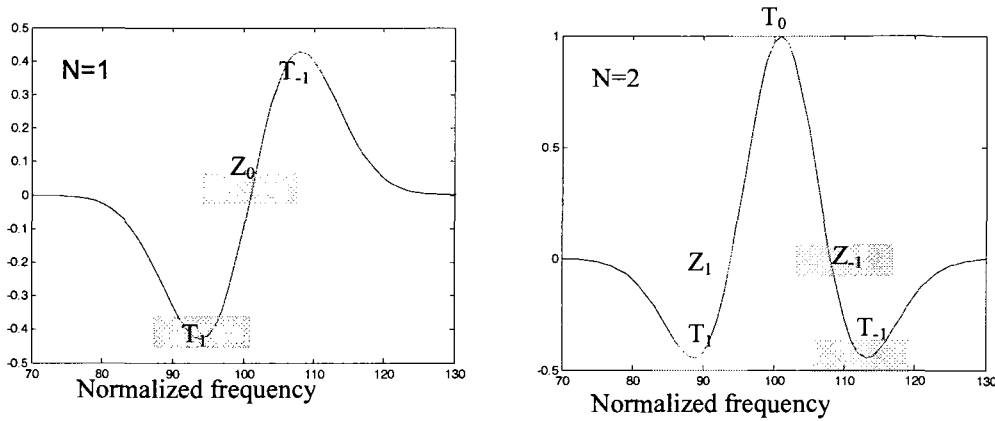 0.5
0.4
0.3
0.2
0.1
0
-0.1
-0.2
-0.3
-0.4
-0.5
70 80 90 100 110 120 130
N=1
T₋₁
Z₀
T₁
Normalized frequency
T₀
1
0.5
0
-0.5
70 80 90 100 110 120 130
N=2
Z₁
Z₋₁
T₁
T₋₁
Normalized frequency